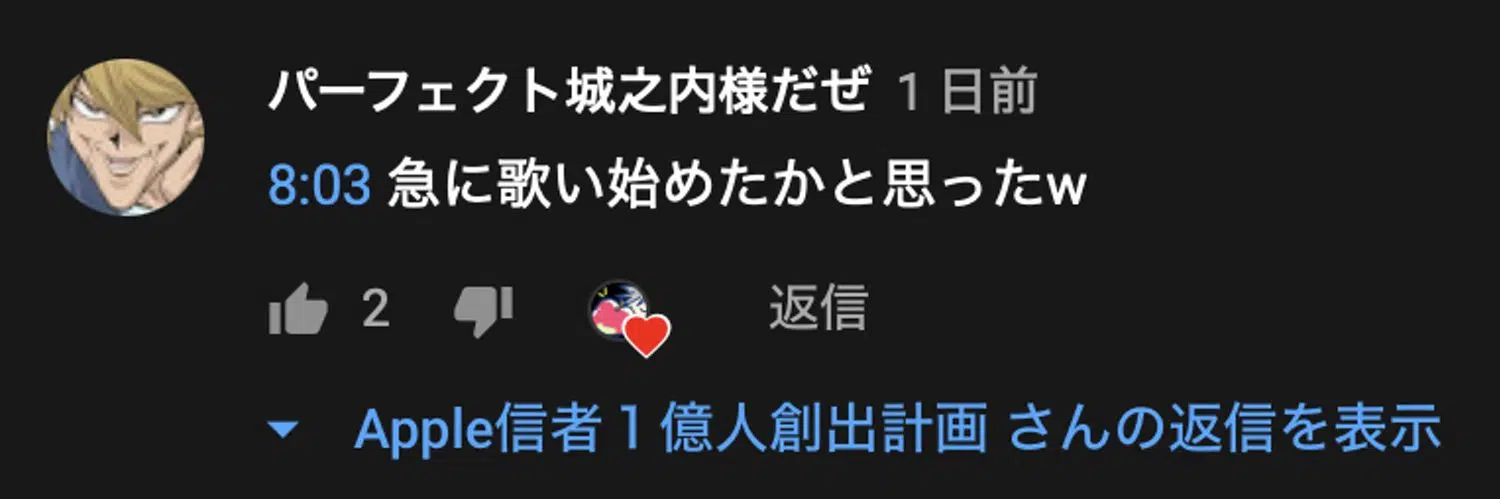 パーフェクト城之内様だぜ 1 日前
8:03 急に歌い始めたかと思ったw
2 返信
Apple信者1億人創出計画 さんの返信を表示